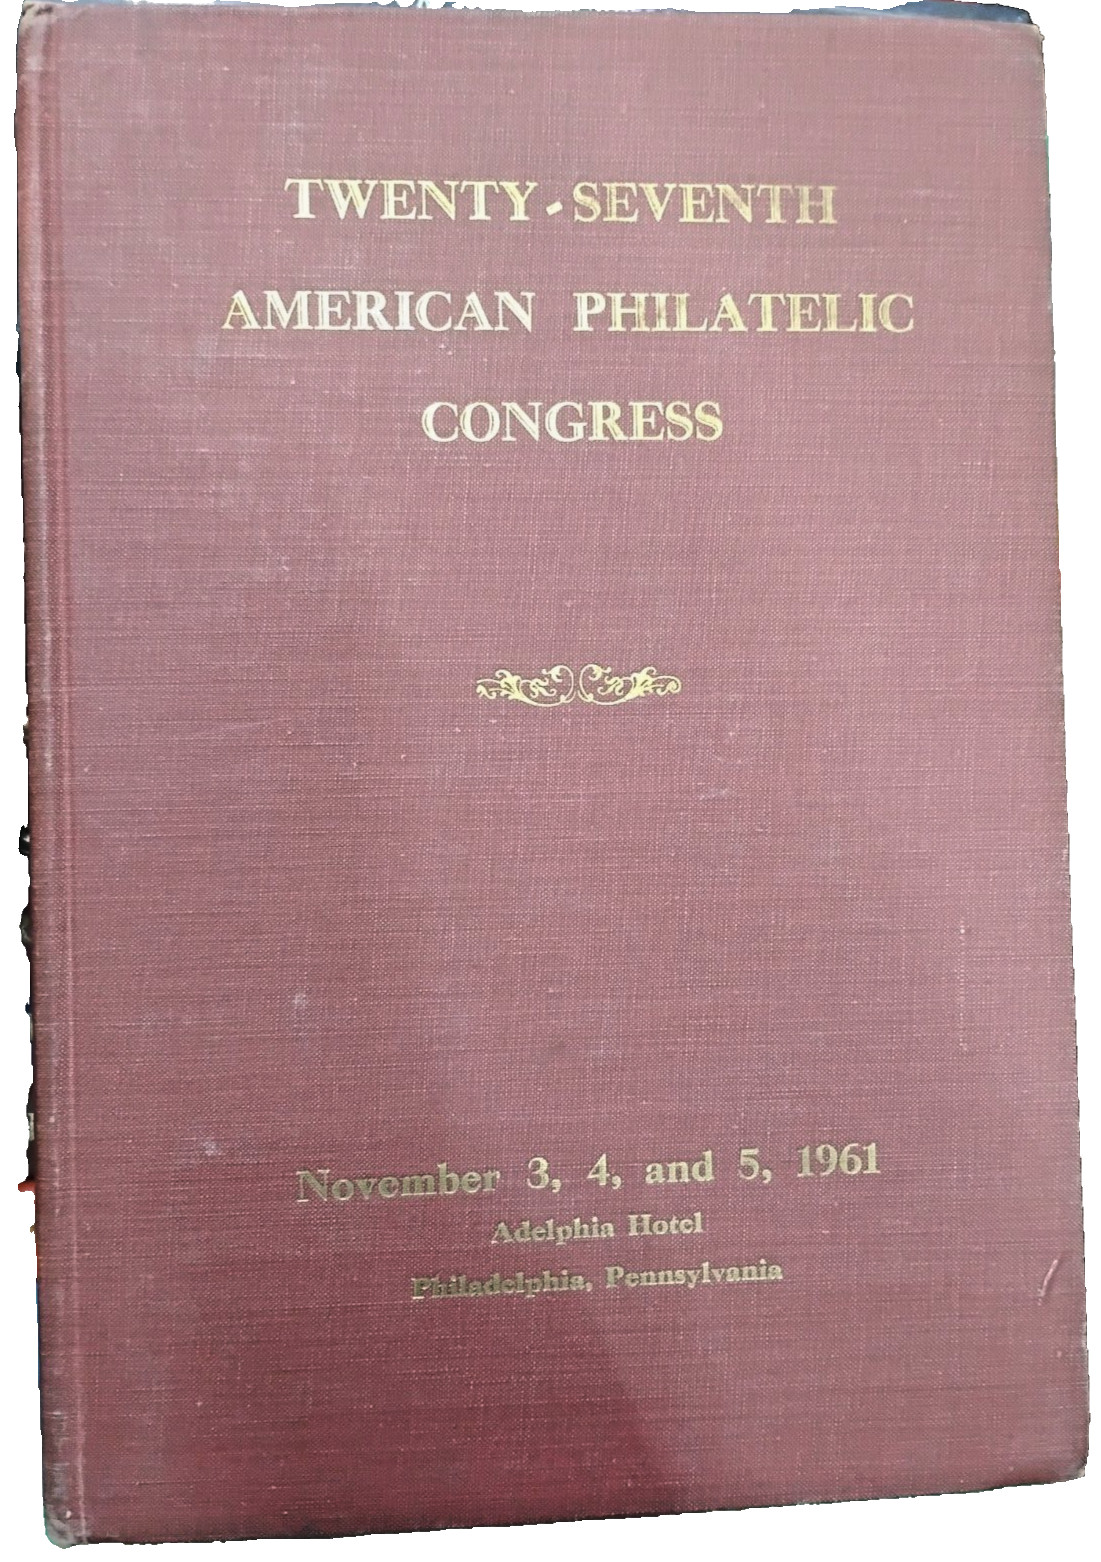 TWENTY-SEVENTH
AMERICAN PHILATELIC
CONGRESS
November 3, 4, and 5, 1961
Adelphia Hotel
Philadelphia, Pennsylvania